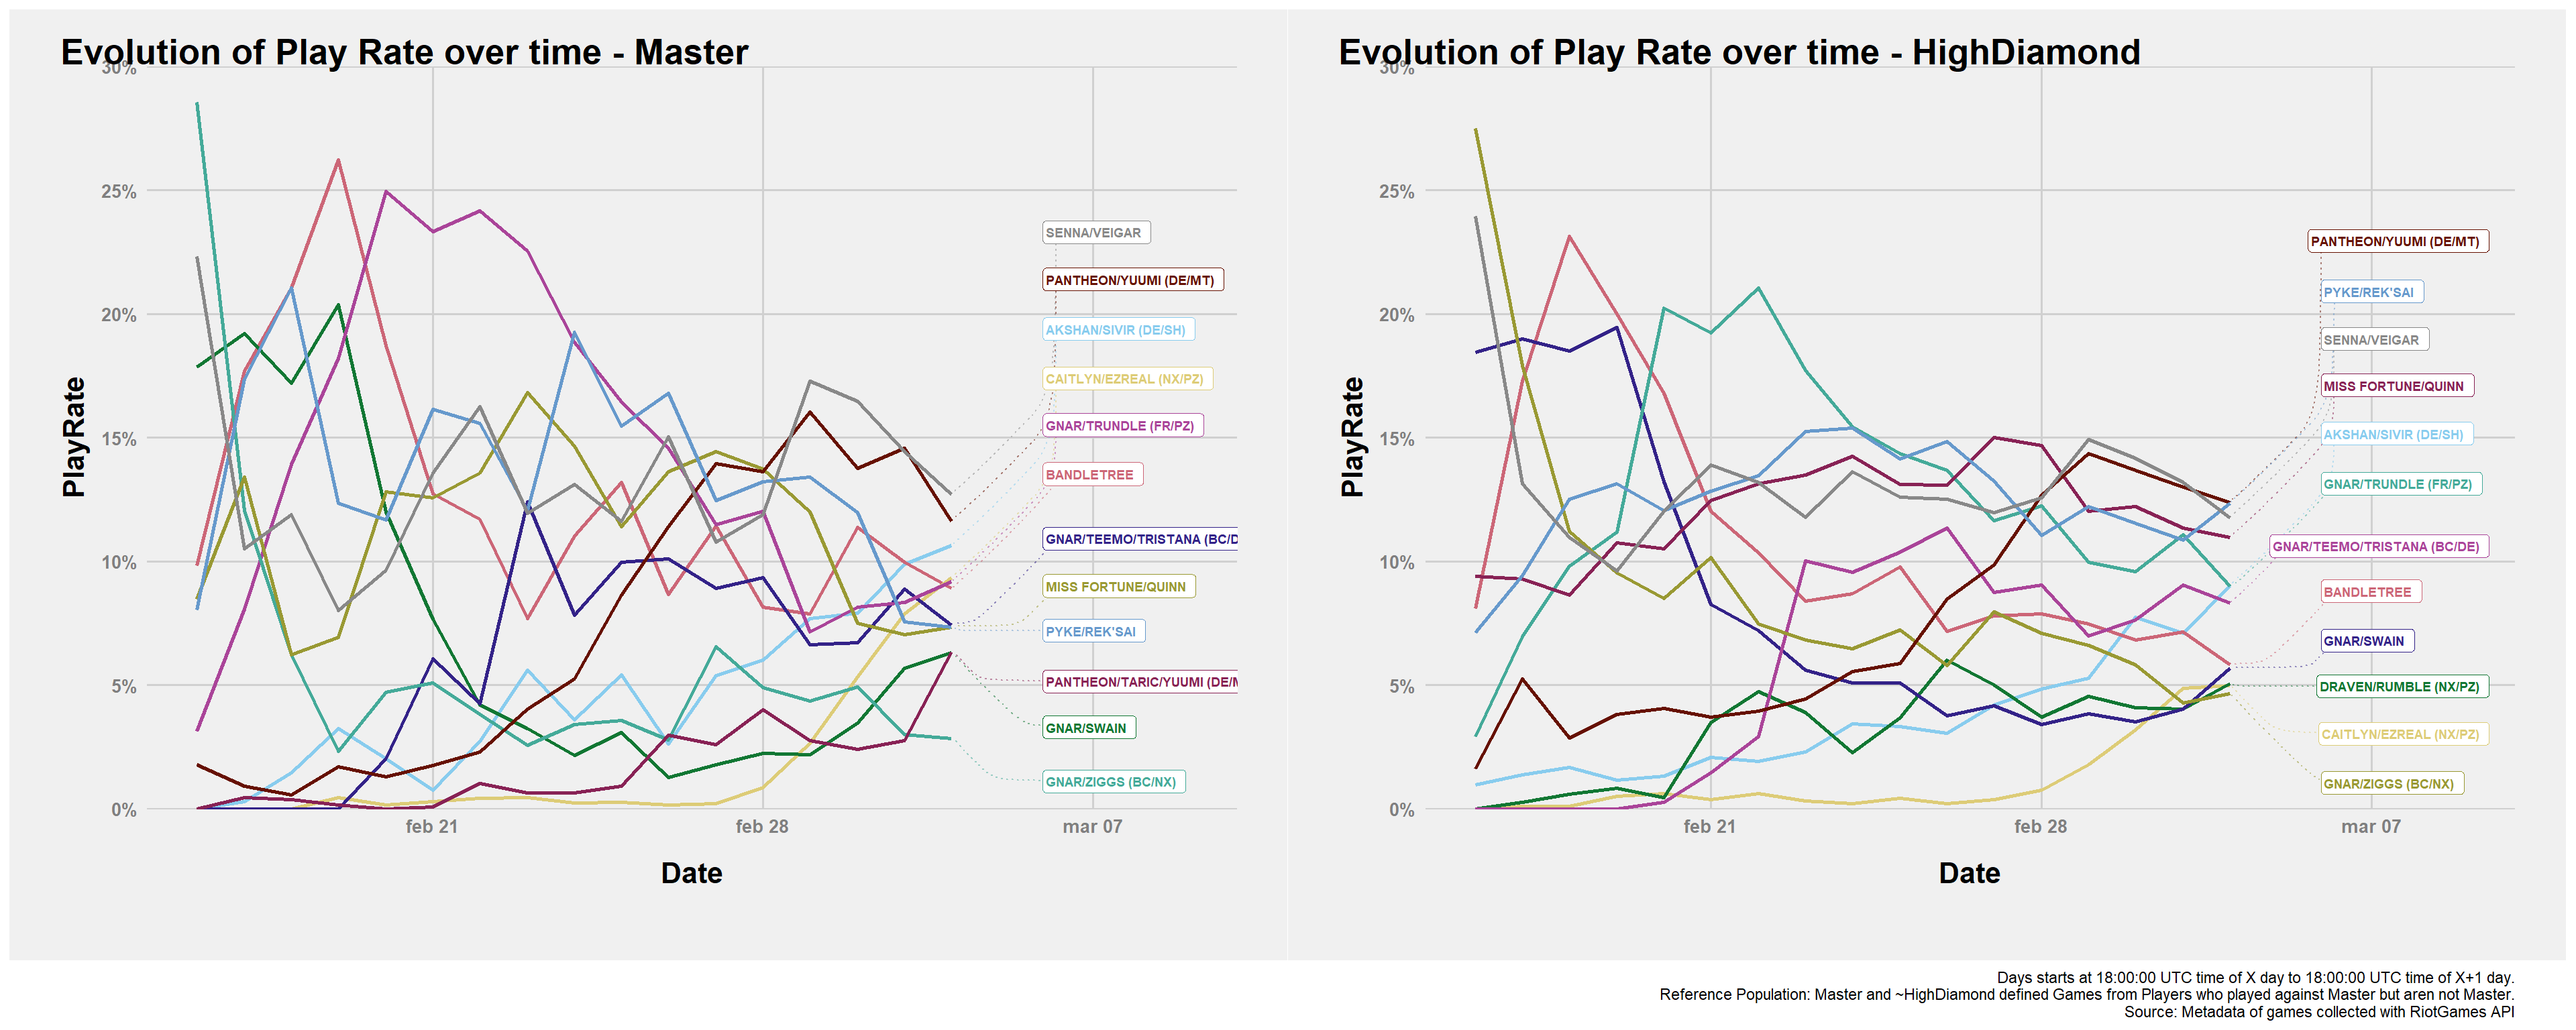 Evolution of Play Rate over time - Master
30%
25%
20%
15%
10%
5%
0%
PlayRate
feb 21
feb 28
mar 07
Date
SENNA/VEIGAR
PANTHEON/YUUMI (DE/MT)
AKSHAN/SIVIR (DE/SH)
CAITLYN/EZREAL (NX/PZ)
GNAR/TRUNDLE (FR/PZ)
BANDLETREE
GNAR/TEEMO/TRISTANA (BC/D
MISS FORTUNE/QUINN
PYKE/REK'SAI
PANTHEON/TARIC/YUUMI (DE/M
GNAR/SWAIN
GNAR/ZIGGS (BC/NX)
Evolution of Play Rate over time - HighDiamond
30%
25%
20%
15%
10%
5%
0%
PlayRate
feb 21
feb 28
mar 07
Date
PANTHEON/YUUMI (DE/MT)
PYKE/REK'SAI
SENNA/VEIGAR
MISS FORTUNE/QUINN
AKSHAN/SIVIR (DE/SH)
GNAR/TRUNDLE (FR/PZ)
GNAR/TEEMO/TRISTANA (BC/DE)
BANDLETREE
GNAR/SWAIN
DRAVEN/RUMBLE (NX/PZ)
CAITLYN/EZREAL (NX/PZ)
GNAR/ZIGGS (BC/NX)
Days starts at 18:00:00 UTC time of X day to 18:00:00 UTC time of X+1 day.
Reference Population: Master and ~HighDiamond defined Games from Players who played against Master but aren not Master.
Source: Metadata of games collected with RiotGames API